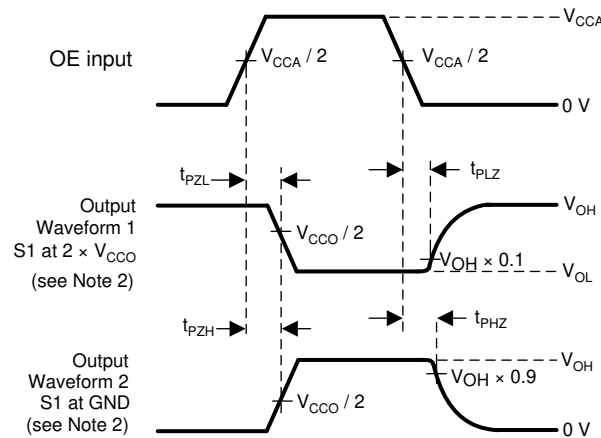 V_CCA
OE input
V_CCA / 2
V_CCA / 2
0 V
t_PZL
t_PLZ
Output
Waveform 1
S1 at 2 × V_CCO
(see Note 2)
V_OH
V_CCO / 2
V_OH × 0.1
V_OL
t_PZH
t_PHZ
Output
Waveform 2
S1 at GND
(see Note 2)
V_OH
V_OH × 0.9
V_CCO / 2
0 V